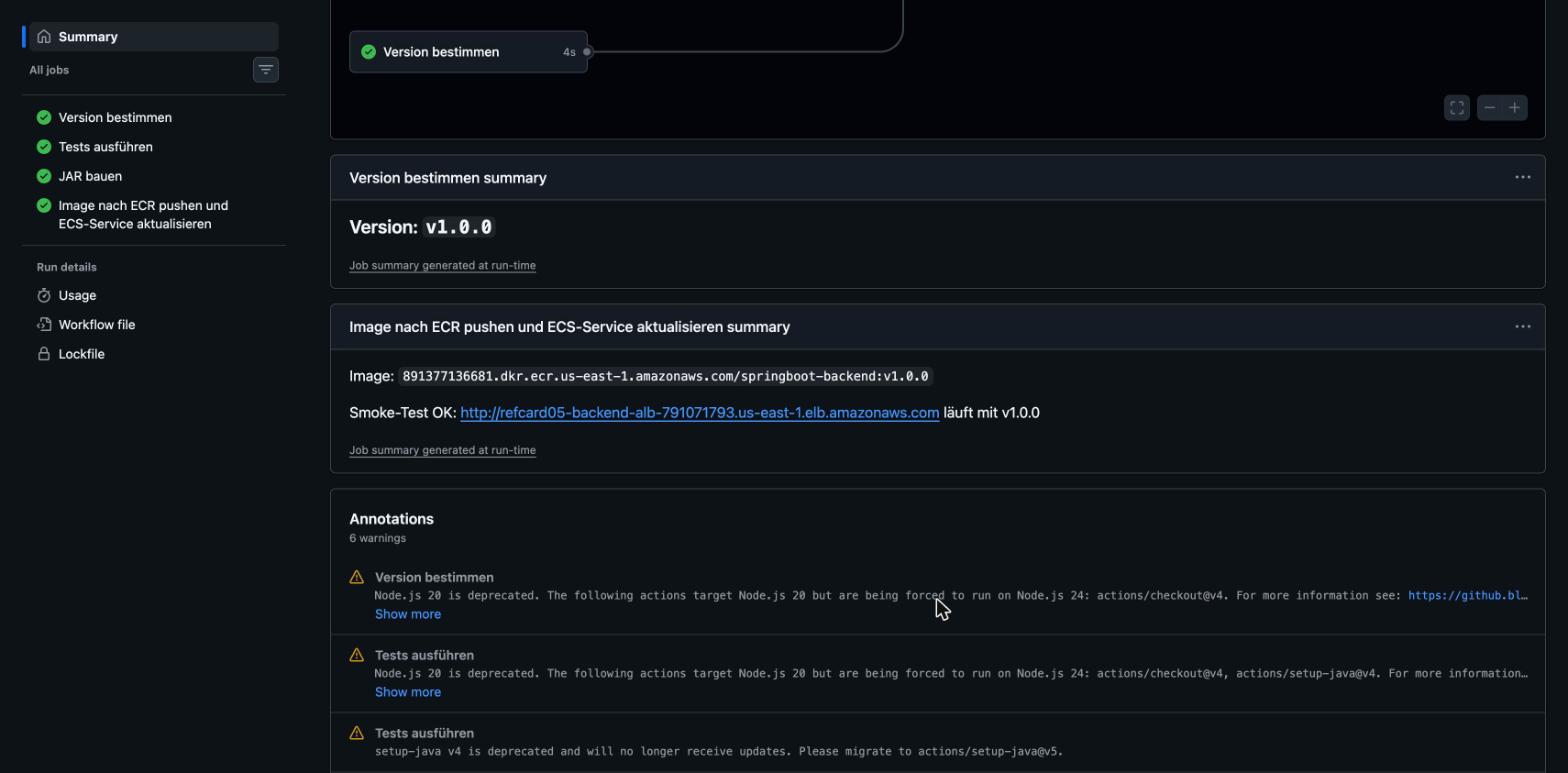 Summary
All jobs
Version bestimmen
Tests ausführen
JAR bauen
Image nach ECR pushen und
ECS-Service aktualisieren
Run details
Usage
Workflow file
Lockfile
Version bestimmen 4s
Version bestimmen summary
Version: v1.0.0
Job summary generated at run-time
Image nach ECR pushen und ECS-Service aktualisieren summary
Image: 891377136681.dkr.ecr.us-east-1.amazonaws.com/springboot-backend:v1.0.0
Smoke-Test OK: http://refcard05-backend-alb-791071793.us-east-1.elb.amazonaws.com läuft mit v1.0.0
Job summary generated at run-time
Annotations
6 warnings
Version bestimmen
Node.js 20 is deprecated. The following actions target Node.js 20 but are being forced to run on Node.js 24: actions/checkout@v4. For more information see: https://github.bl…
Show more
Tests ausführen
Node.js 20 is deprecated. The following actions target Node.js 20 but are being forced to run on Node.js 24: actions/checkout@v4, actions/setup-java@v4. For more information…
Show more
Tests ausführen
setup-java v4 is deprecated and will no longer receive updates. Please migrate to actions/setup-java@v5.